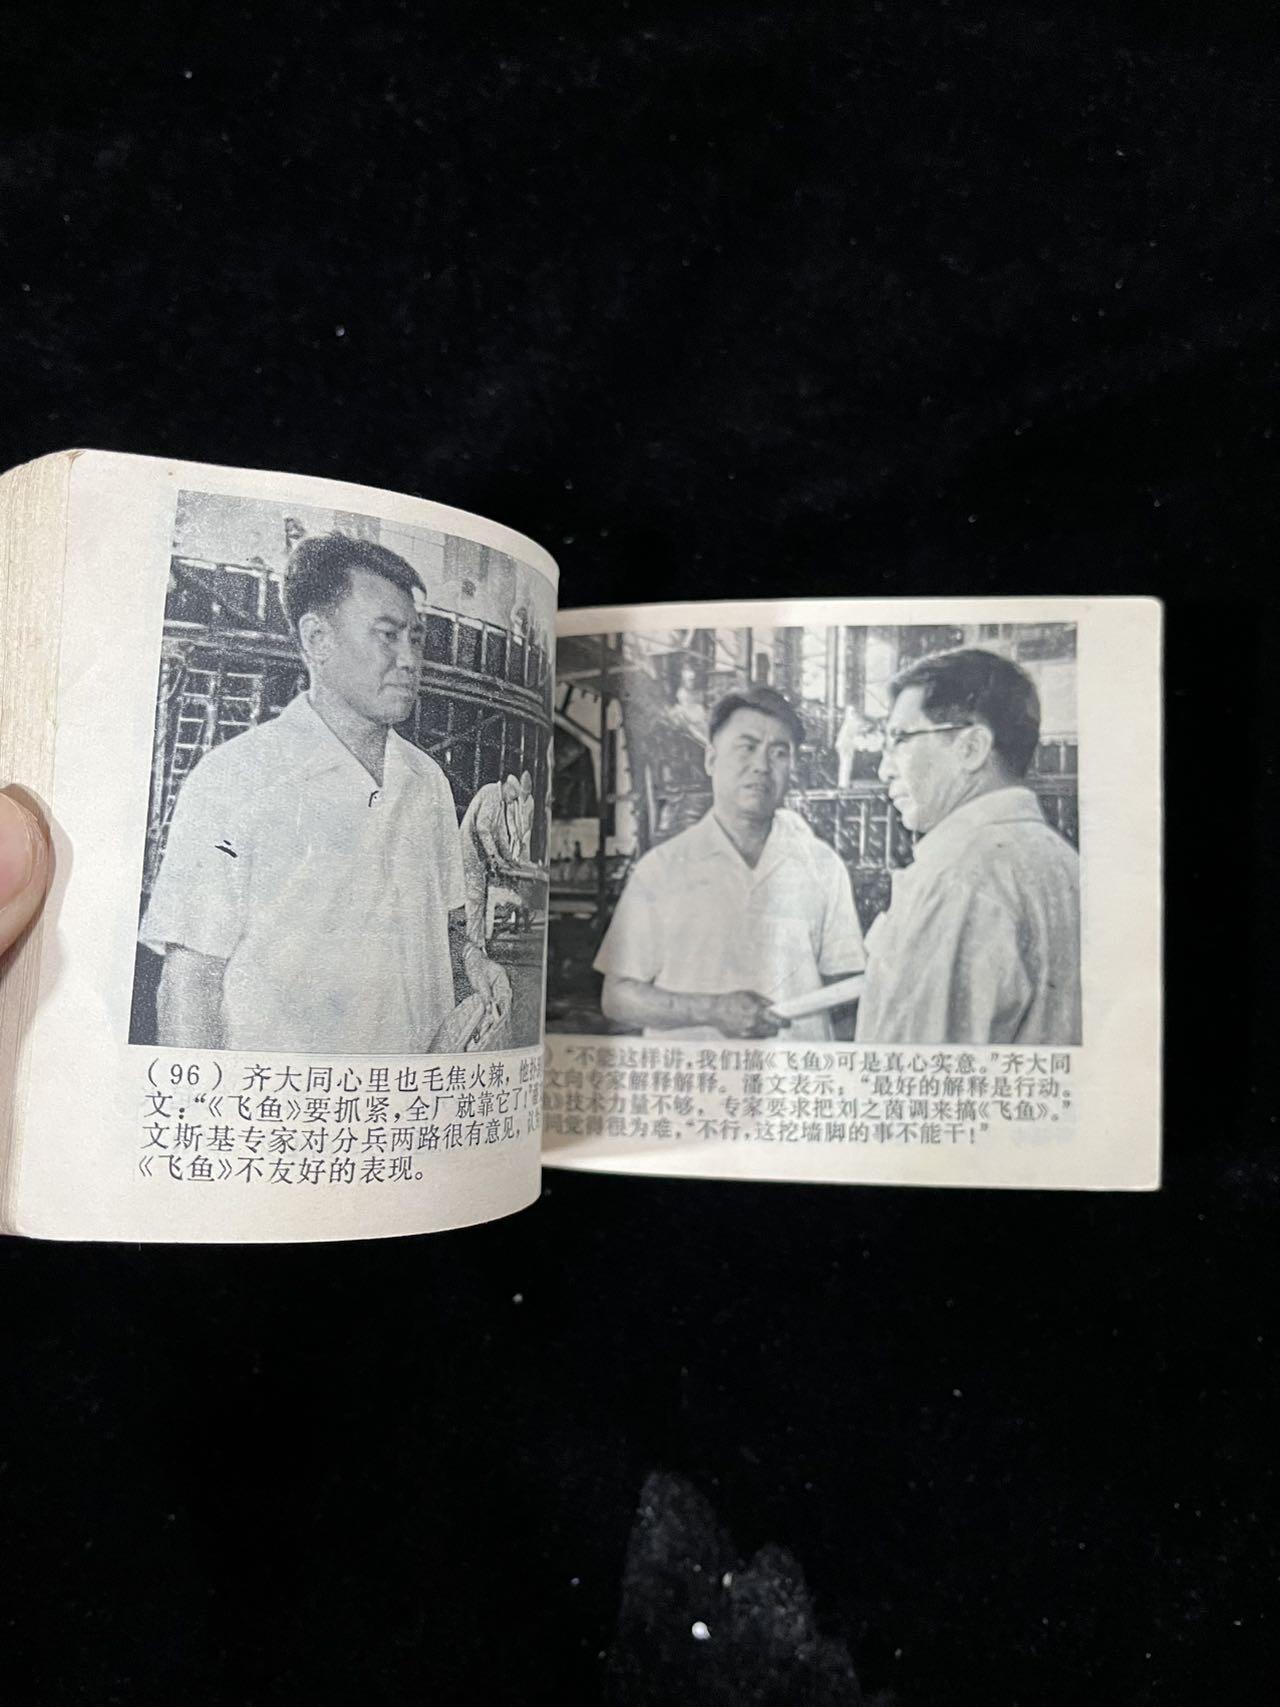 (96) 齐大同心里也毛焦火辣，他
文：“《飞鱼》要抓紧，全厂就靠它了！”
文斯基专家对分兵两路很有意见，认
《飞鱼》不友好的表现。
) “不能这样讲，我们搞《飞鱼》可是真心实意。”齐大同
文向专家解释解释。潘文表示：“最好的解释是行动。
鱼》技术力量不够，专家要求把刘之茵调来搞《飞鱼》。”
同觉得很为难，“不行，这挖墙脚的事不能干！”